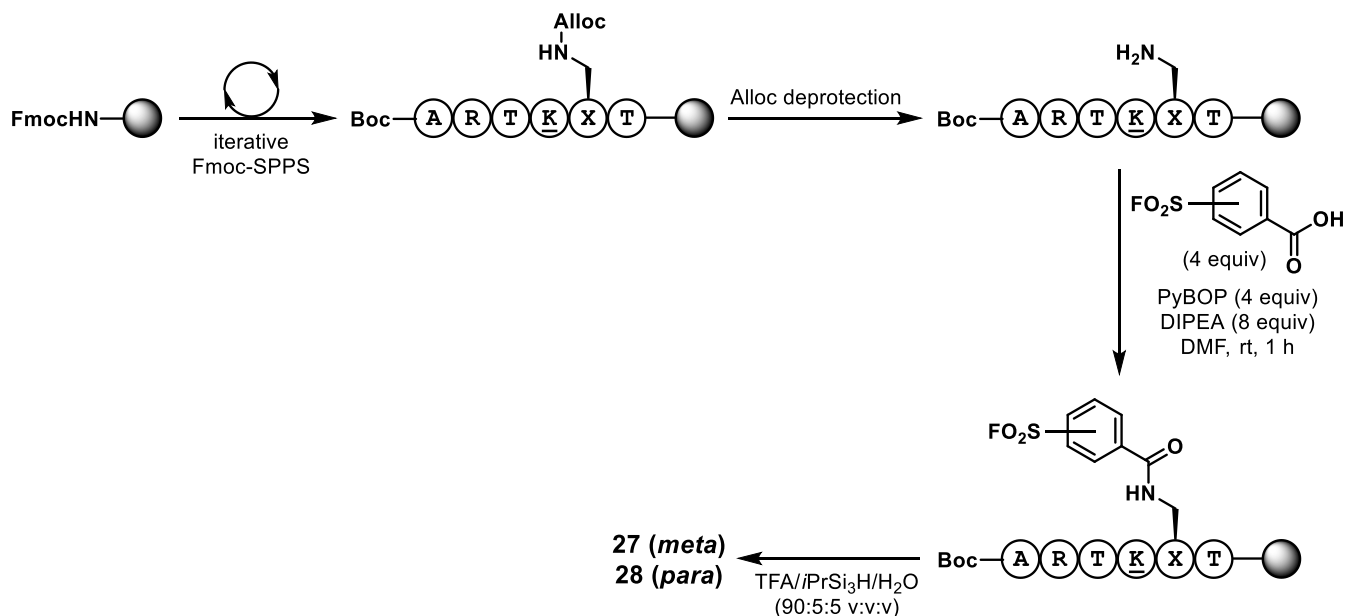 Alloc
HN
FmocHN
iterative
Fmoc-SPPS
Boc A R T K X T
Alloc deprotection
H₂N
Boc A R T K X T
FO₂S
OH
O
(4 equiv)
PyBOP (4 equiv)
DIPEA (8 equiv)
DMF, rt, 1 h
FO₂S
O
HN
Boc A R T K X T
27 (meta)
28 (para)
TFA/iPrSi₃H/H₂O
(90:5:5 v:v:v)